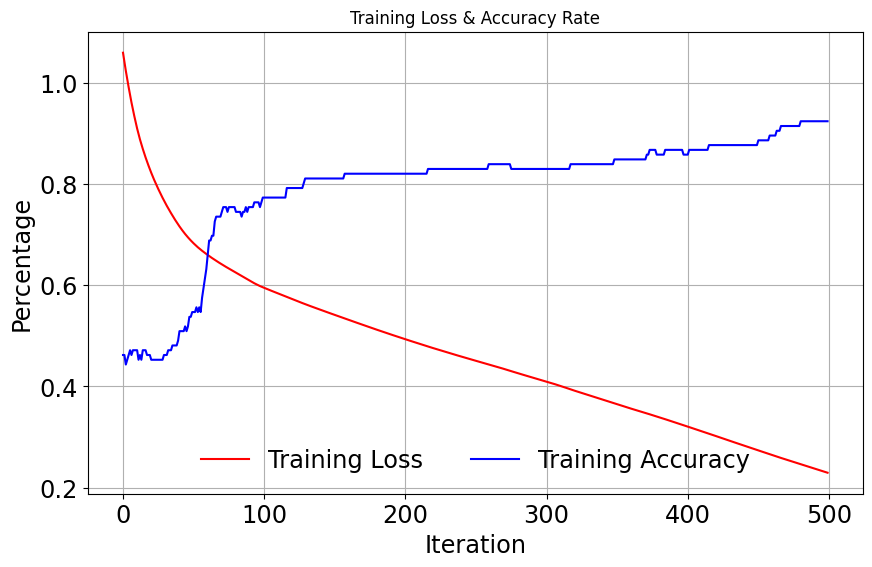 Training Loss & Accuracy Rate
Percentage
1.0
0.8
0.6
0.4
0.2
Training Loss
Training Accuracy
0 100 200 300 400 500
Iteration